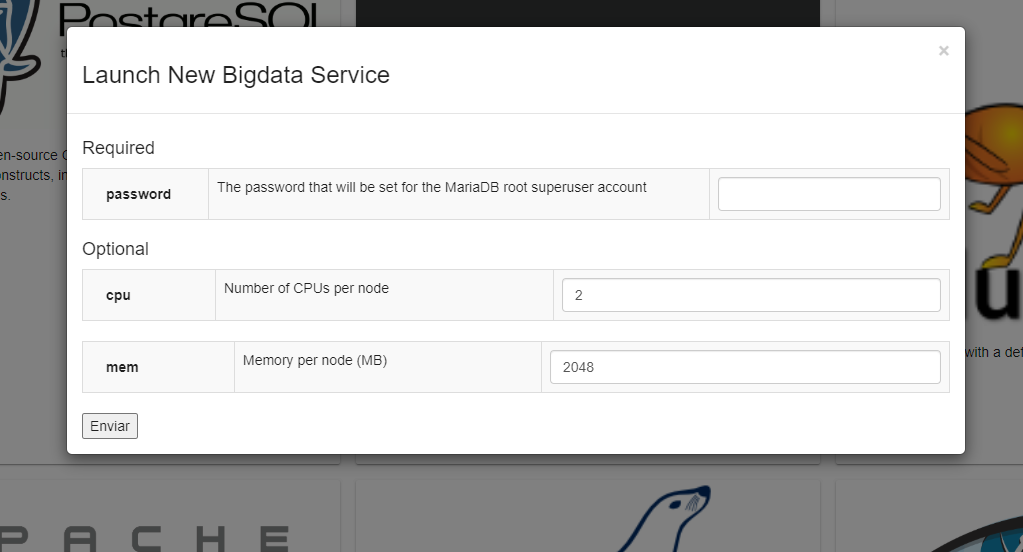 PostgreSQL
×
Launch New Bigdata Service
en-source
nstructs, in
s.
Required
password The password that will be set for the MariaDB root superuser account
Optional
cpu Number of CPUs per node 2
mem Memory per node (MB) 2048
with a def
Enviar
PACHE